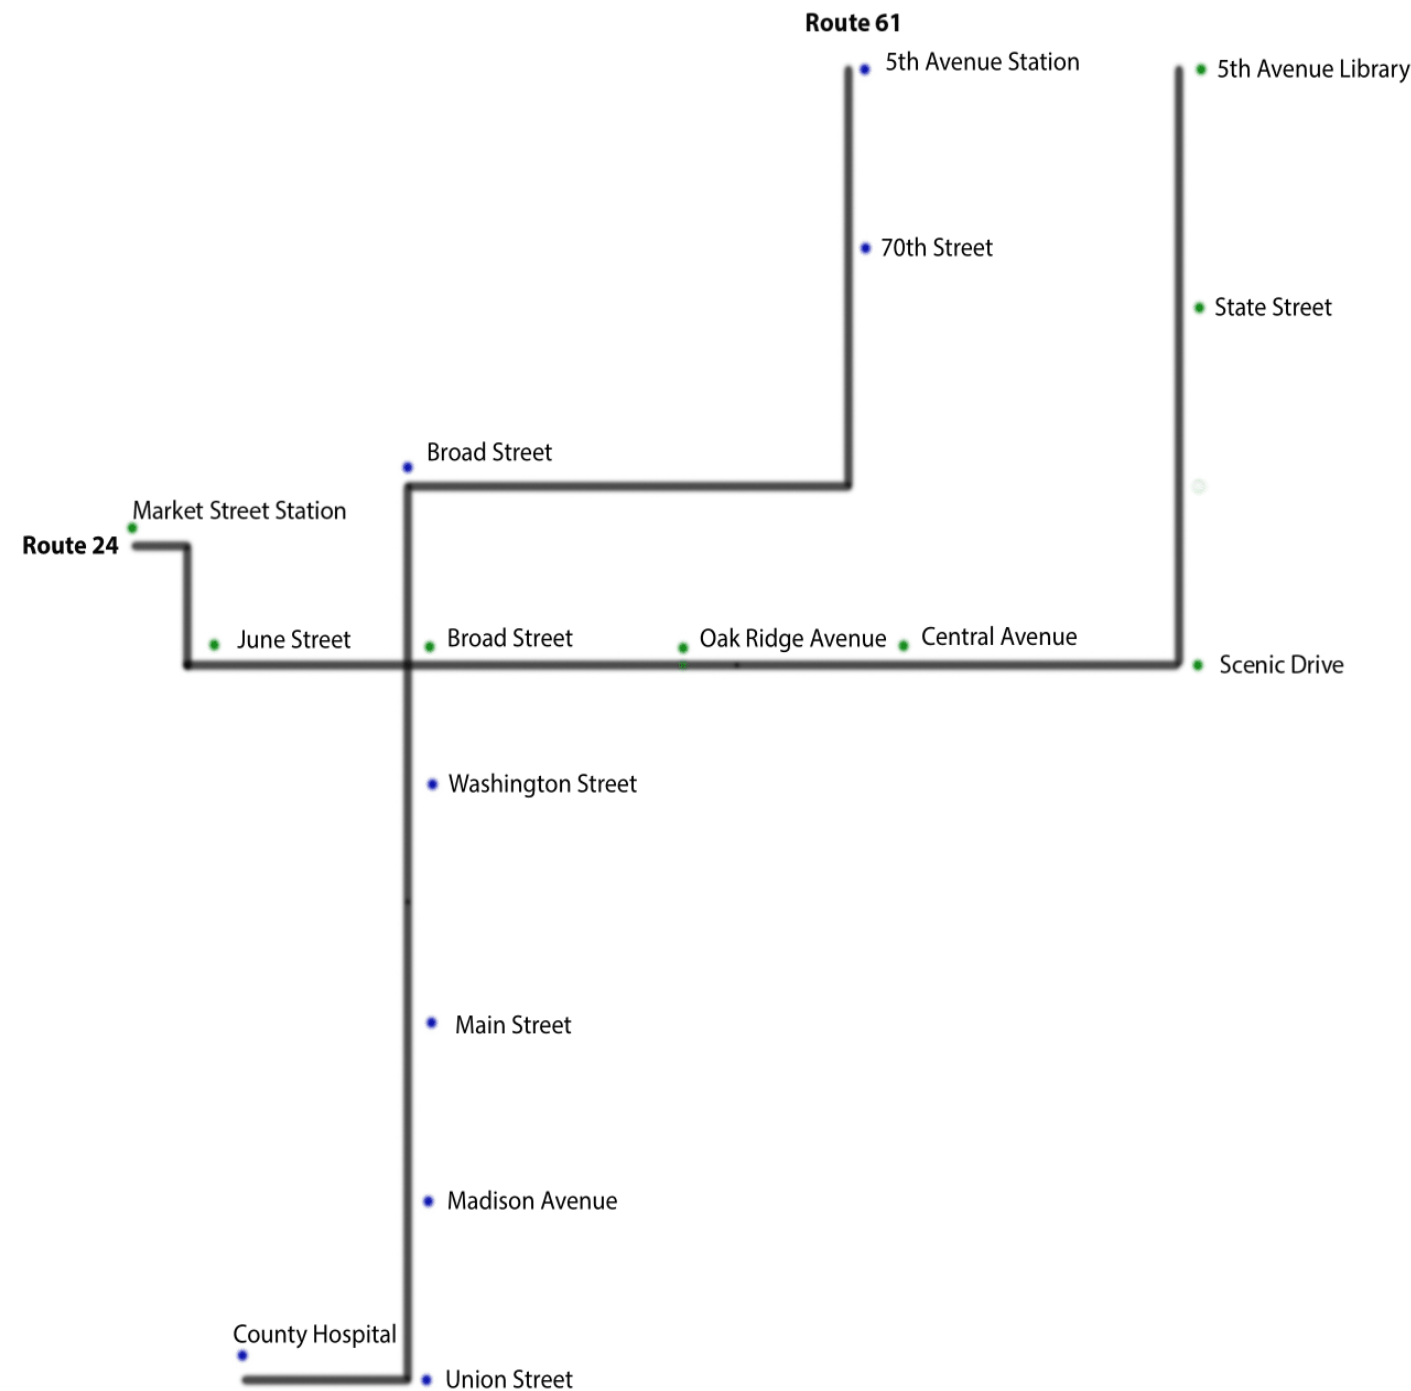 Route 61
5th Avenue Station
5th Avenue Library
70th Street
State Street
Broad Street
Market Street Station
Route 24
June Street
Broad Street
Oak Ridge Avenue
Central Avenue
Scenic Drive
Washington Street
Main Street
Madison Avenue
County Hospital
Union Street